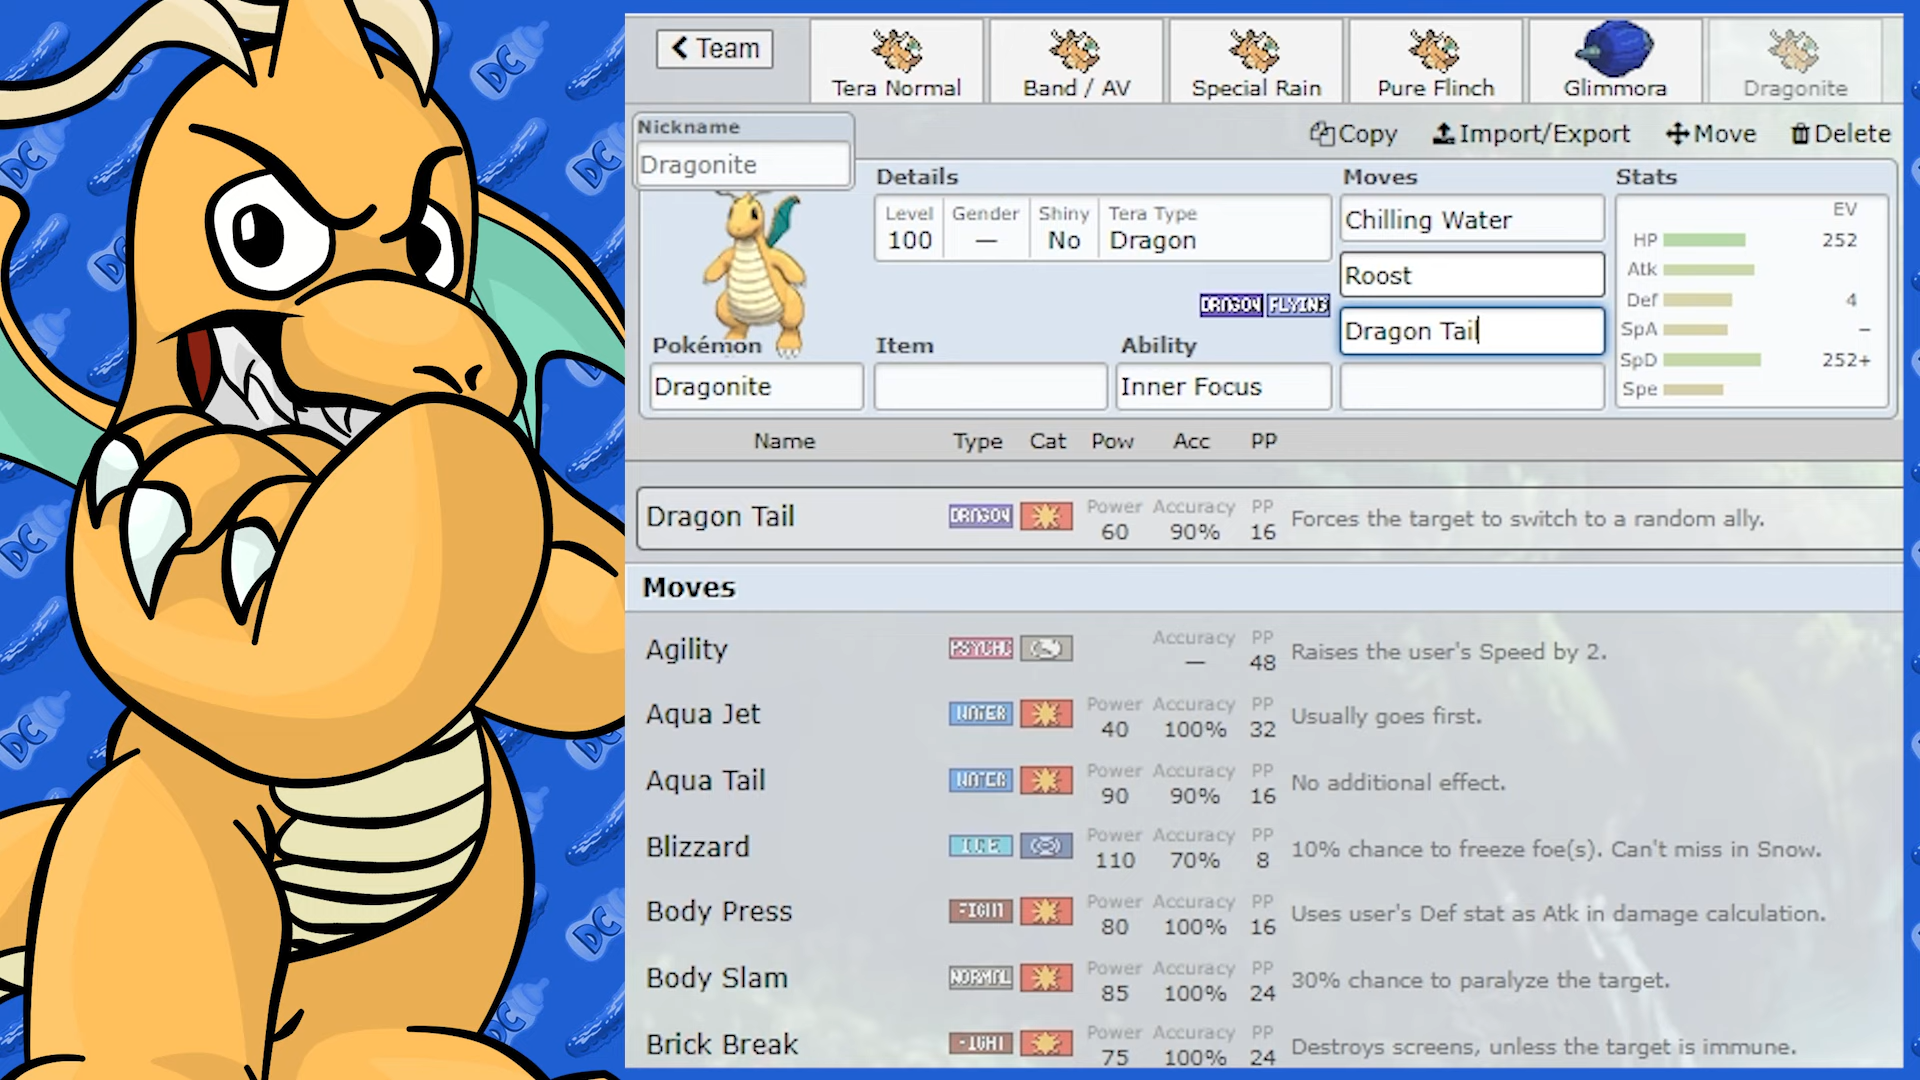 Team
Tera Normal
Band / AV
Special Rain
Pure Flinch
Glimmora
Dragonite
Copy
Import/Export
Move
Delete
Nickname
Dragonite
Details
Level
100
Gender
—
Shiny
No
Tera Type
Dragon
DRAGON FLYING
Pokémon
Dragonite
Item
Ability
Inner Focus
Moves
Chilling Water
Roost
Dragon Tail
Stats
EV
HP 252
Atk
Def 4
SpA –
SpD 252+
Spe
Name Type Cat Pow Acc PP
Dragon Tail DRAGON Power 60 Accuracy 90% PP 16 Forces the target to switch to a random ally.
Moves
Agility PSYCHC Accuracy — PP 48 Raises the user's Speed by 2.
Aqua Jet WATER Power 40 Accuracy 100% PP 32 Usually goes first.
Aqua Tail WATER Power 90 Accuracy 90% PP 16 No additional effect.
Blizzard ICE Power 110 Accuracy 70% PP 8 10% chance to freeze foe(s). Can't miss in Snow.
Body Press FIGHT Power 80 Accuracy 100% PP 16 Uses user's Def stat as Atk in damage calculation.
Body Slam NORMAL Power 85 Accuracy 100% PP 24 30% chance to paralyze the target.
Brick Break FIGHT Power 75 Accuracy 100% PP 24 Destroys screens, unless the target is immune.
DC
DC
DC
DC
DC
DC
DC
DC